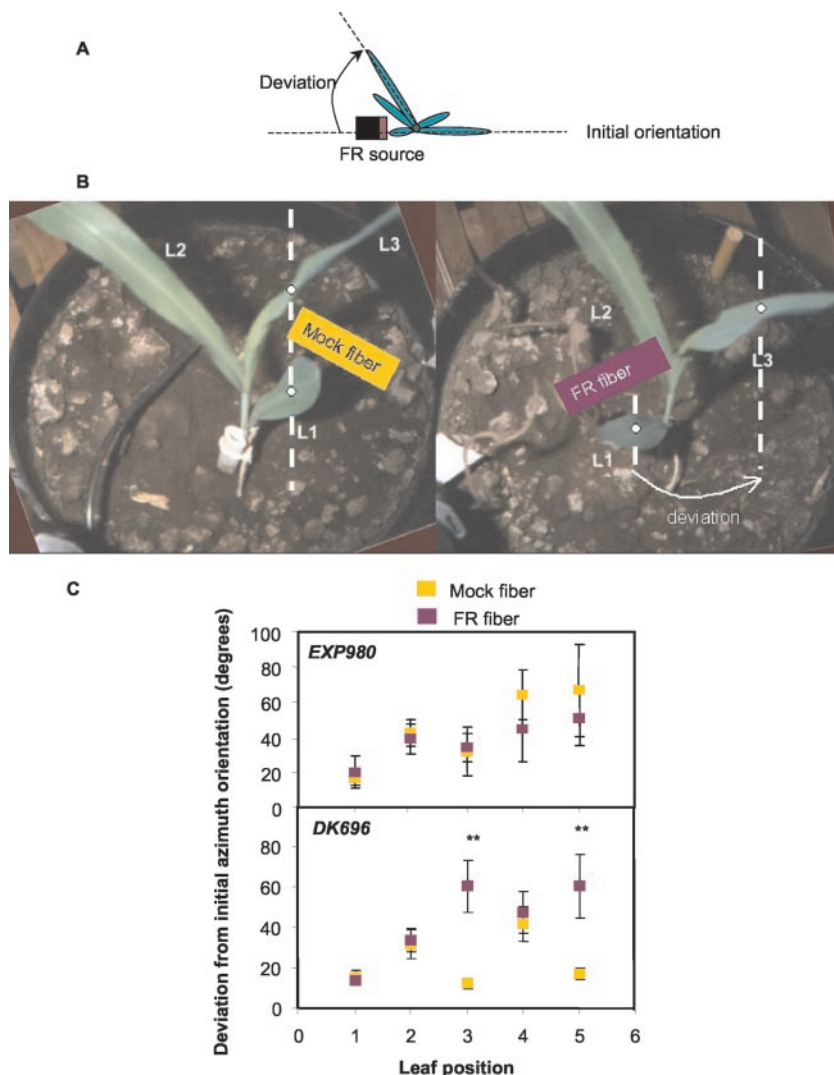 A
Deviation
FR source
Initial orientation
B
L2
L3
Mock fiber
L1
L2
FR fiber
L3
L1
deviation
C
Mock fiber
FR fiber
Deviation from initial azimuth orientation (degrees)
EXP980
100
80
60
40
20
0
DK696
**
**
80
60
40
20
0
0 1 2 3 4 5 6
Leaf position